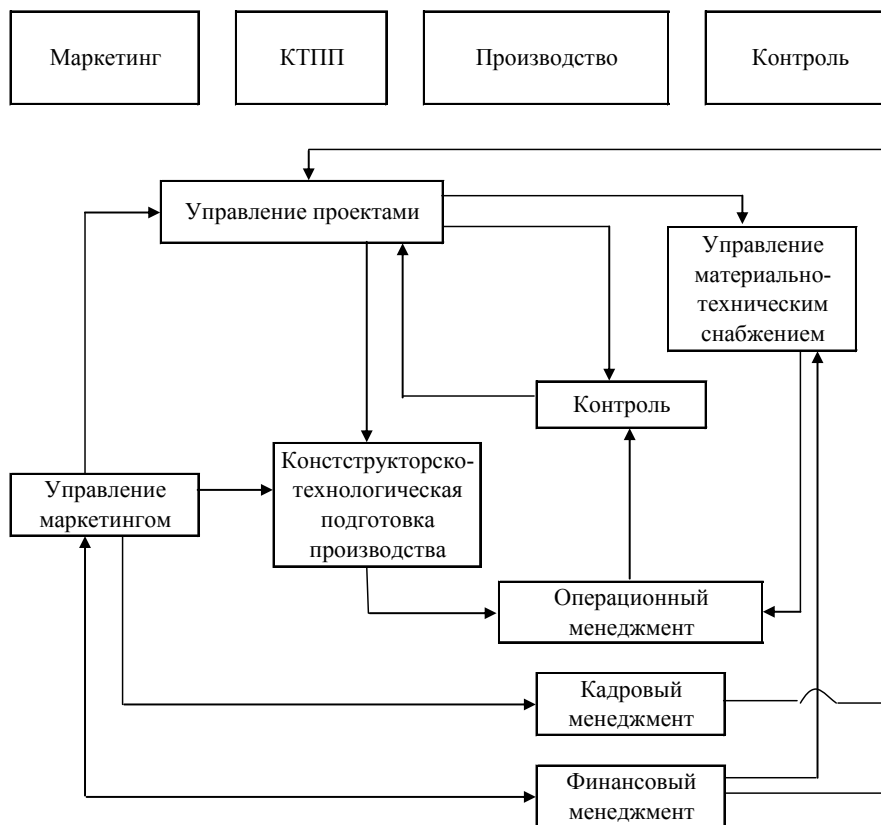 Маркетинг
КТПП
Производство
Контроль
Управление проектами
Управление
материально-
техническим
снабжением
Контроль
Констструкторско-
технологическая
подготовка
производства
Управление
маркетингом
Операционный
менеджмент
Кадровый
менеджмент
Финансовый
менеджмент